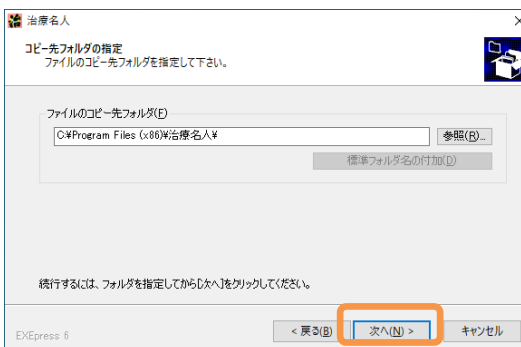 治療名人
コピー先フォルダの指定
ファイルのコピー先フォルダを指定して下さい。
ファイルのコピー先フォルダ(F)
C:¥Program Files (x86)¥治療名人¥
参照(R)...
標準フォルダ名の付加(D)
続行するには、フォルダを指定してから[次へ]をクリックしてください。
EXEpress 6
< 戻る(B)
次へ(N) >
キャンセル